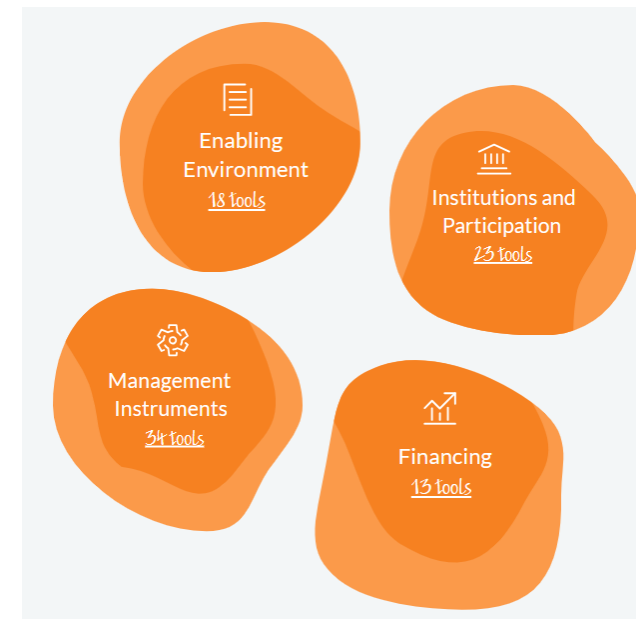 Enabling
Environment
18 tools
Institutions and
Participation
23 tools
Management
Instruments
34 tools
Financing
13 tools